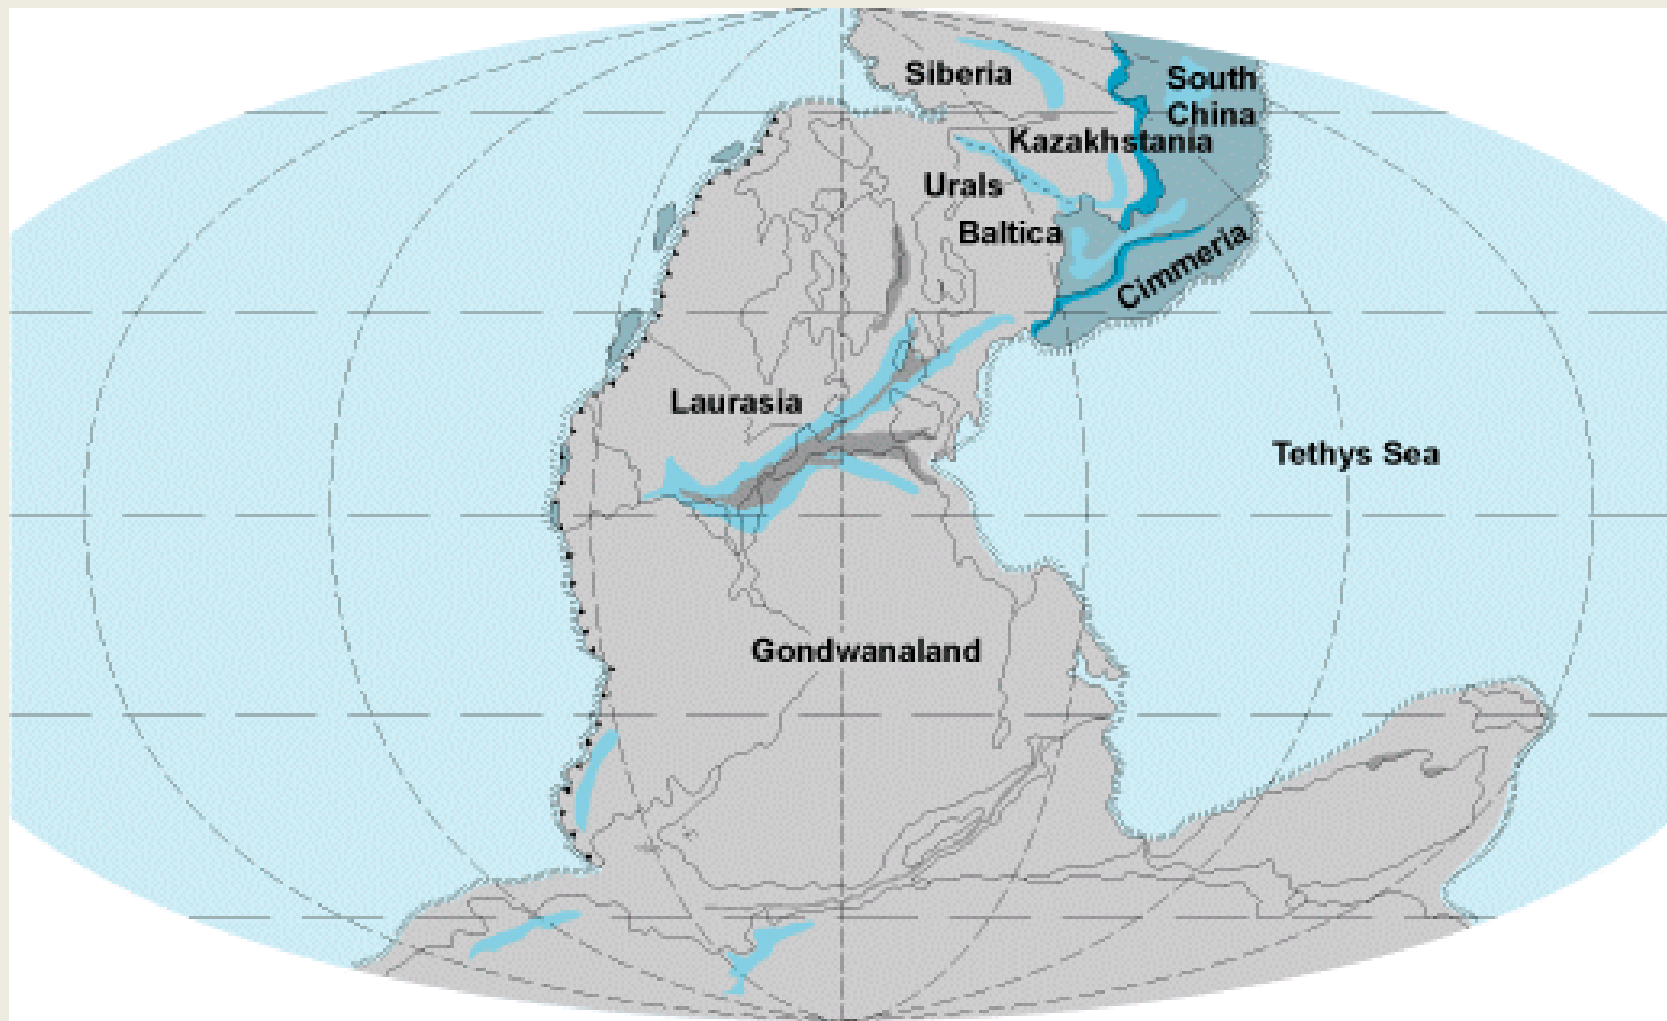 Siberia
South
China
Kazakhstania
Urals
Baltica
Cimmeria
Laurasia
Tethys Sea
Gondwanaland